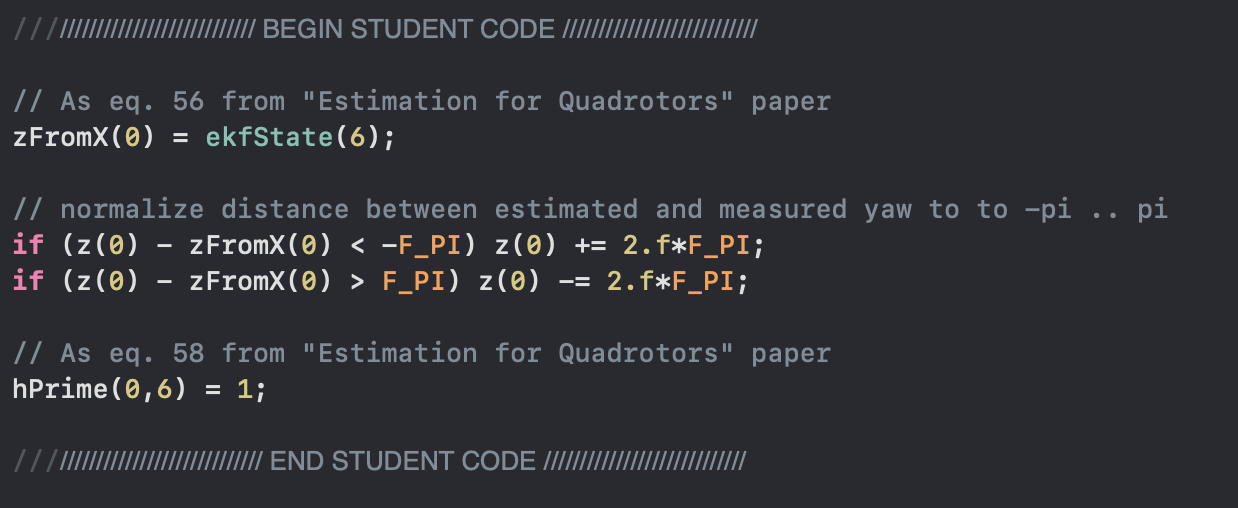 ///////////////////////////// BEGIN STUDENT CODE ///////////////////////////
// As eq. 56 from "Estimation for Quadrotors" paper
zFromX(0) = ekfState(6);
// normalize distance between estimated and measured yaw to to -pi .. pi
if (z(0) - zFromX(0) < -F_PI) z(0) += 2.f*F_PI;
if (z(0) - zFromX(0) > F_PI) z(0) -= 2.f*F_PI;
// As eq. 58 from "Estimation for Quadrotors" paper
hPrime(0,6) = 1;
////////////////////////////// END STUDENT CODE ////////////////////////////